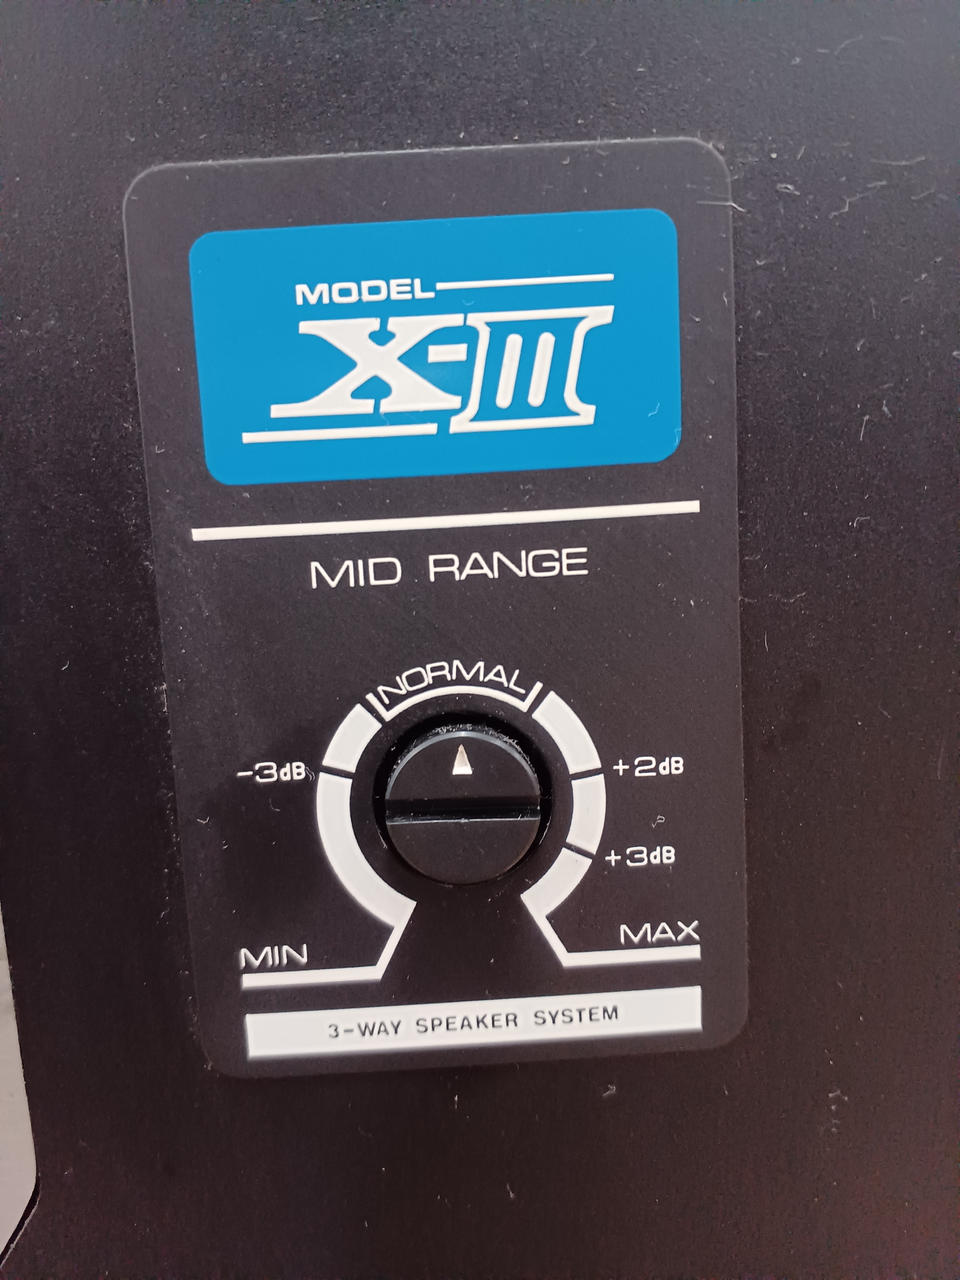 MODEL
X-III
MID RANGE
NORMAL
-3dB
+2dB
+3dB
MIN
MAX
3-WAY SPEAKER SYSTEM